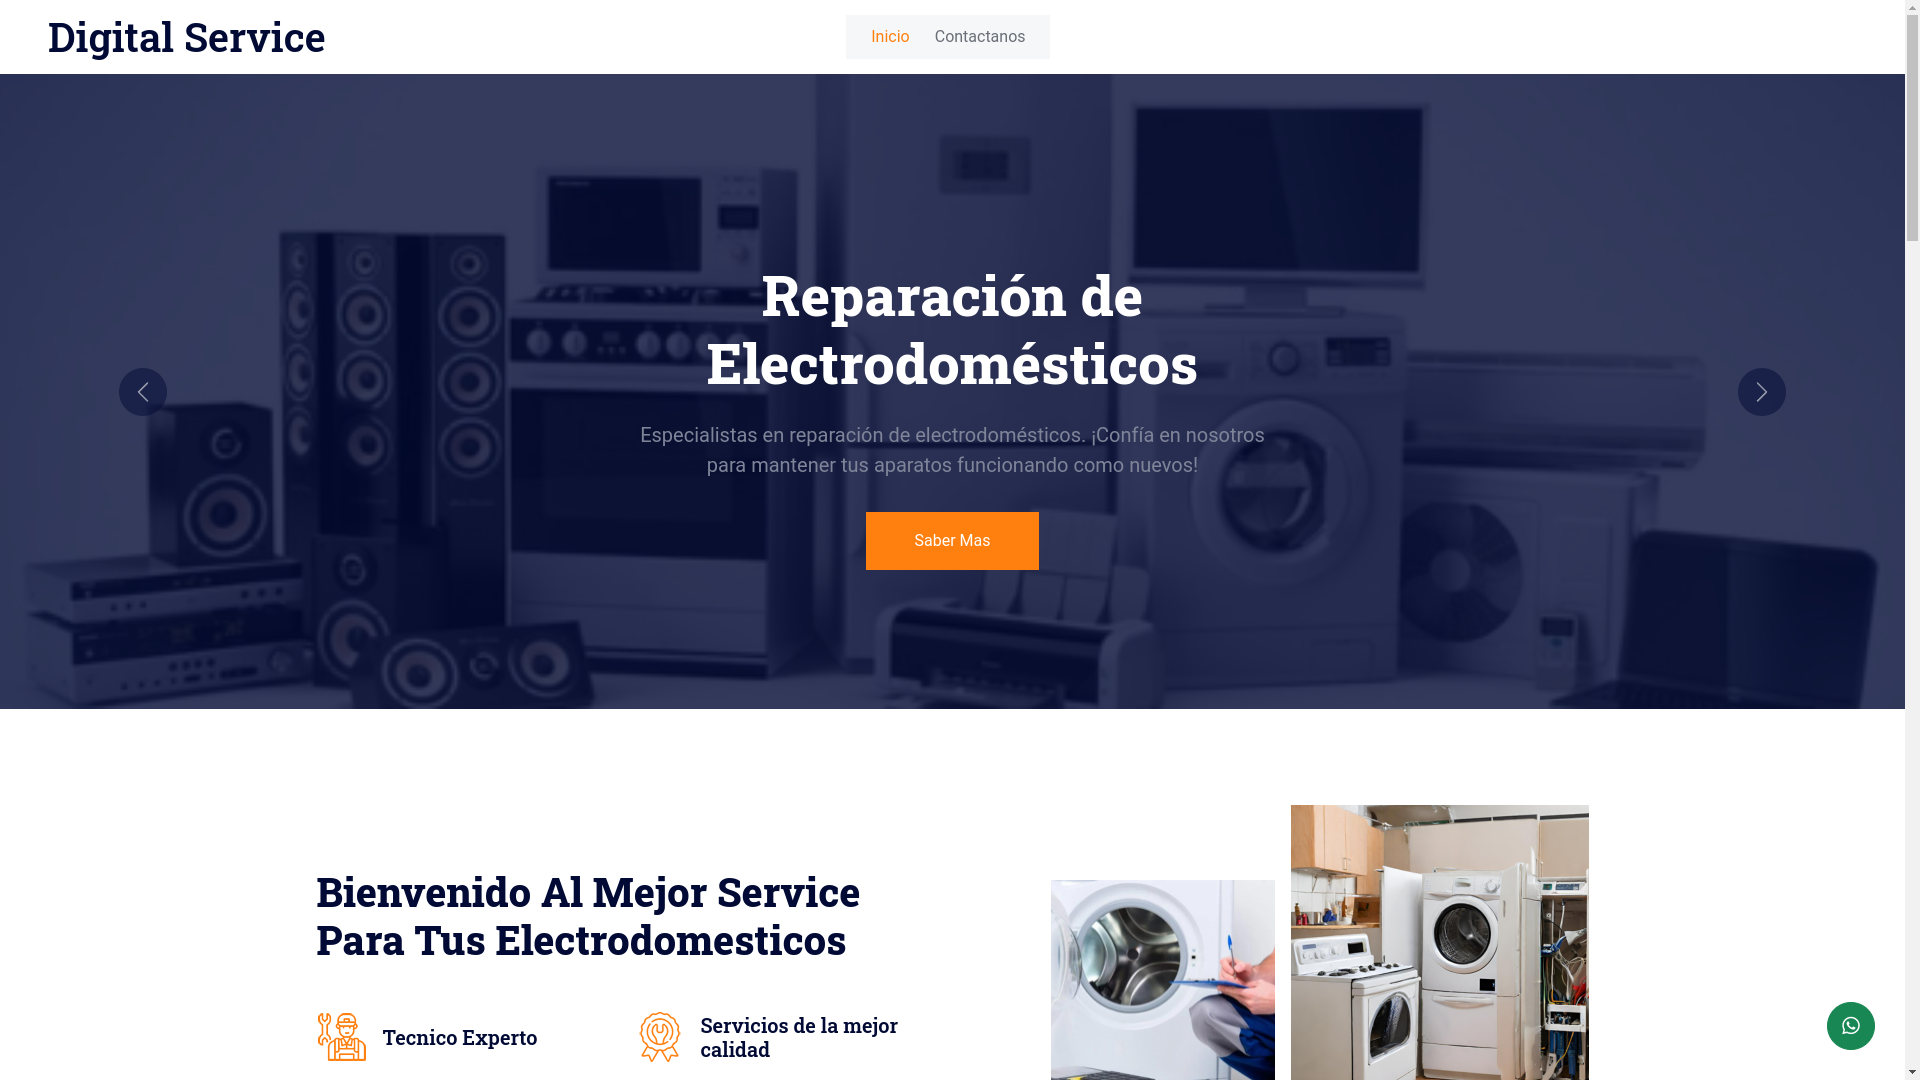 Digital Service
Inicio
Contactanos
Reparación de
Electrodomésticos
Especialistas en reparación de electrodomésticos. ¡Confía en nosotros
para mantener tus aparatos funcionando como nuevos!
Saber Mas
Bienvenido Al Mejor Service
Para Tus Electrodomesticos
Tecnico Experto
Servicios de la mejor
calidad